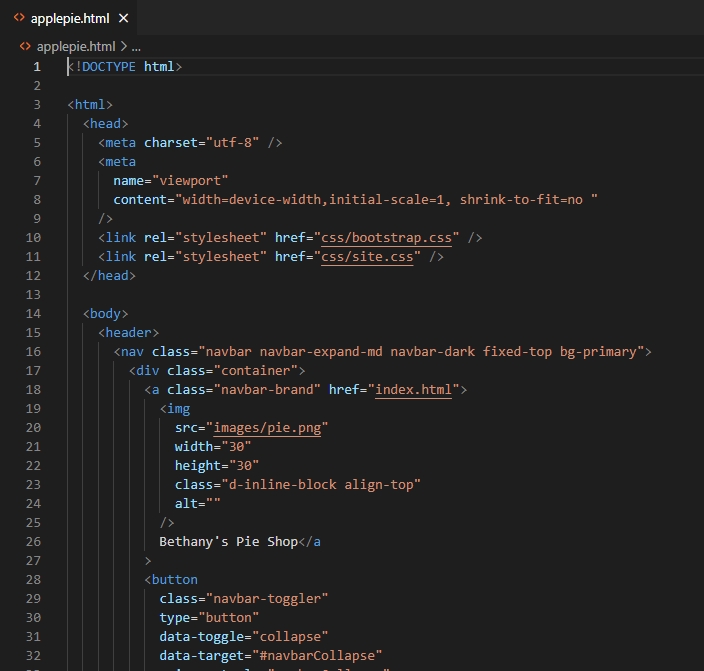 applepie.html
applepie.html > ...
1 <!DOCTYPE html>
2
3 <html>
4 <head>
5 <meta charset="utf-8" />
6 <meta
7 name="viewport"
8 content="width=device-width,initial-scale=1, shrink-to-fit=no "
9 />
10 <link rel="stylesheet" href="css/bootstrap.css" />
11 <link rel="stylesheet" href="css/site.css" />
12 </head>
13
14 <body>
15 <header>
16 <nav class="navbar navbar-expand-md navbar-dark fixed-top bg-primary">
17 <div class="container">
18 <a class="navbar-brand" href="index.html">
19 <img
20 src="images/pie.png"
21 width="30"
22 height="30"
23 class="d-inline-block align-top"
24 alt=""
25 />
26 Bethany's Pie Shop</a
27 >
28 <button
29 class="navbar-toggler"
30 type="button"
31 data-toggle="collapse"
32 data-target="#navbarCollapse"